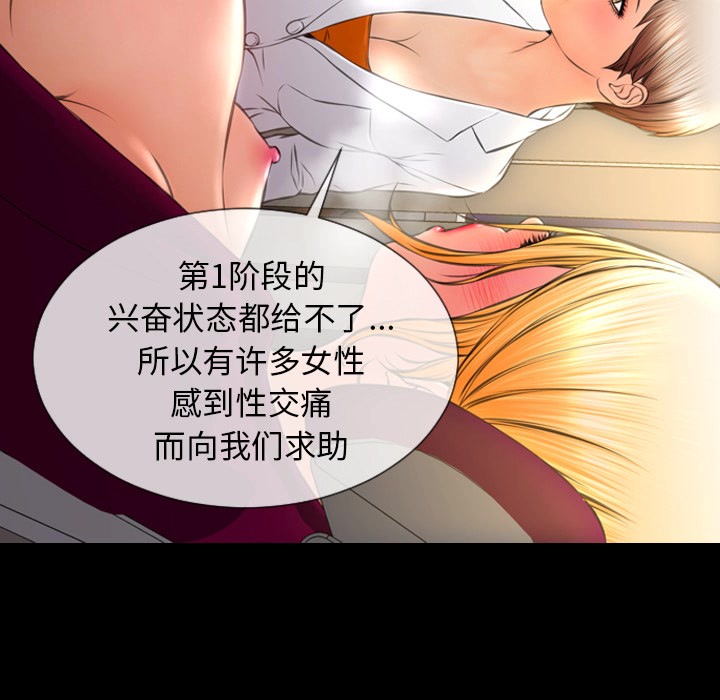 第1阶段的
兴奋状态都给不了...
所以有许多女性
感到性交痛
而向我们求助